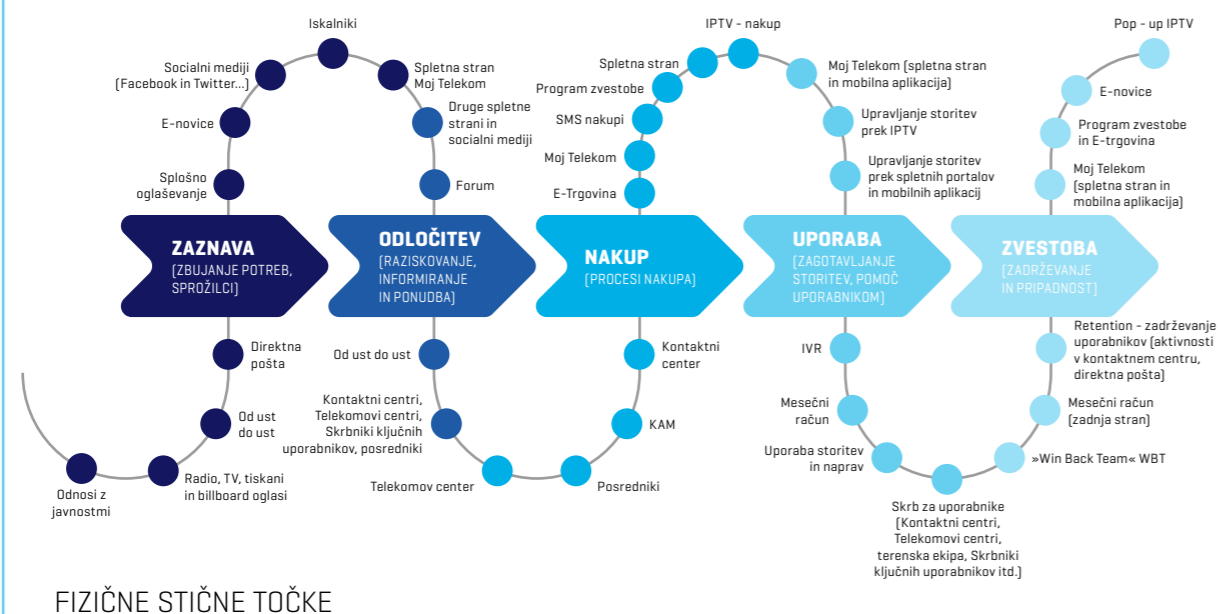 Iskalniki
IPTV - nakup
Pop - up IPTV
Socialni mediji
(Facebook in Twitter...)
Spletna stran
Moj Telekom
Spletna stran
Moj Telekom (spletna stran
in mobilna aplikacija)
E-novice
Program zvestobe
E-novice
Druge spletne
strani in
socialni mediji
SMS nakupi
Upravljanje storitev
prek IPTV
Program zvestobe
in E-trgovina
Moj Telekom
Splošno
oglaševanje
Forum
E-Trgovina
Upravljanje storitev
prek spletnih portalov
in mobilnih aplikacij
Moj Telekom
(spletna stran in
mobilna aplikacija)
ZAZNAVA
(ZBUJANJE POTREB,
SPROŽILCI)
ODLOČITEV
(RAZISKOVANJE,
INFORMIRANJE
IN PONUDBA)
NAKUP
(PROCESI NAKUPA)
UPORABA
(ZAGOTAVLJANJE
STORITEV, POMOČ
UPORABNIKOM)
ZVESTOBA
(ZADRŽEVANJE
IN PRIPADNOST)
Direktna
pošta
Od ust do ust
Kontaktni
center
IVR
Retention - zadrževanje
uporabnikov (aktivnosti
v kontaktnem centru,
direktna pošta)
Od ust
do ust
Kontaktni centri,
Telekomovi centri,
Skrbniki ključnih
uporabnikov, posredniki
KAM
Mesečni
račun
Mesečni račun
(zadnja stran)
Odnosi z
javnostmi
Radio, TV, tiskani
in billboard oglasi
Telekomov center
Posredniki
Uporaba storitev
in naprav
»Win Back Team« WBT
Skrb za uporabnike
(Kontaktni centri,
Telekomovi centri,
terenska ekipa, Skrbniki
ključnih uporabnikov itd.)
FIZIČNE STIČNE TOČKE